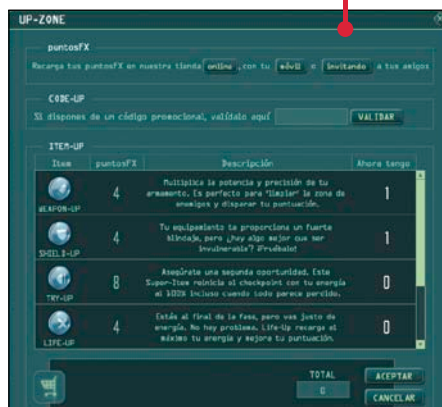 UP-ZONE
puntosFX
Recarga tus puntosFX en nuestra tienda online ,con tu móvil o invitando a tus amigos
CODE-UP
Si dispones de un código promocional, valídalo aquí VALIDAR
ITEM-UP
Item puntosFX Descripción Ahora tengo
Multiplica la potencia y precisión de tu
armamento. Es perfecto para "limpiar" la zona de
enemigos y disparar tu puntuación.
WEAPON-UP 4 1
Tu equipamiento te proporciona un fuerte
blindaje, pero ¿hay algo mejor que ser
invulnerable? ¡Pruébalo!
SHIELD-UP 4 1
Asegúrate una segunda oportunidad. Este
Super-Item reinicia al checkpoint con tu energía
al 100% incluso cuando todo parece perdido.
TRY-UP 8 0
Estás al final de la fase, pero vas justo de
energía. No hay problema. Life-Up recarga al
máximo tu energía y mejora tu puntuación.
LIFE-UP 4 0
TOTAL
0
ACEPTAR
CANCELAR